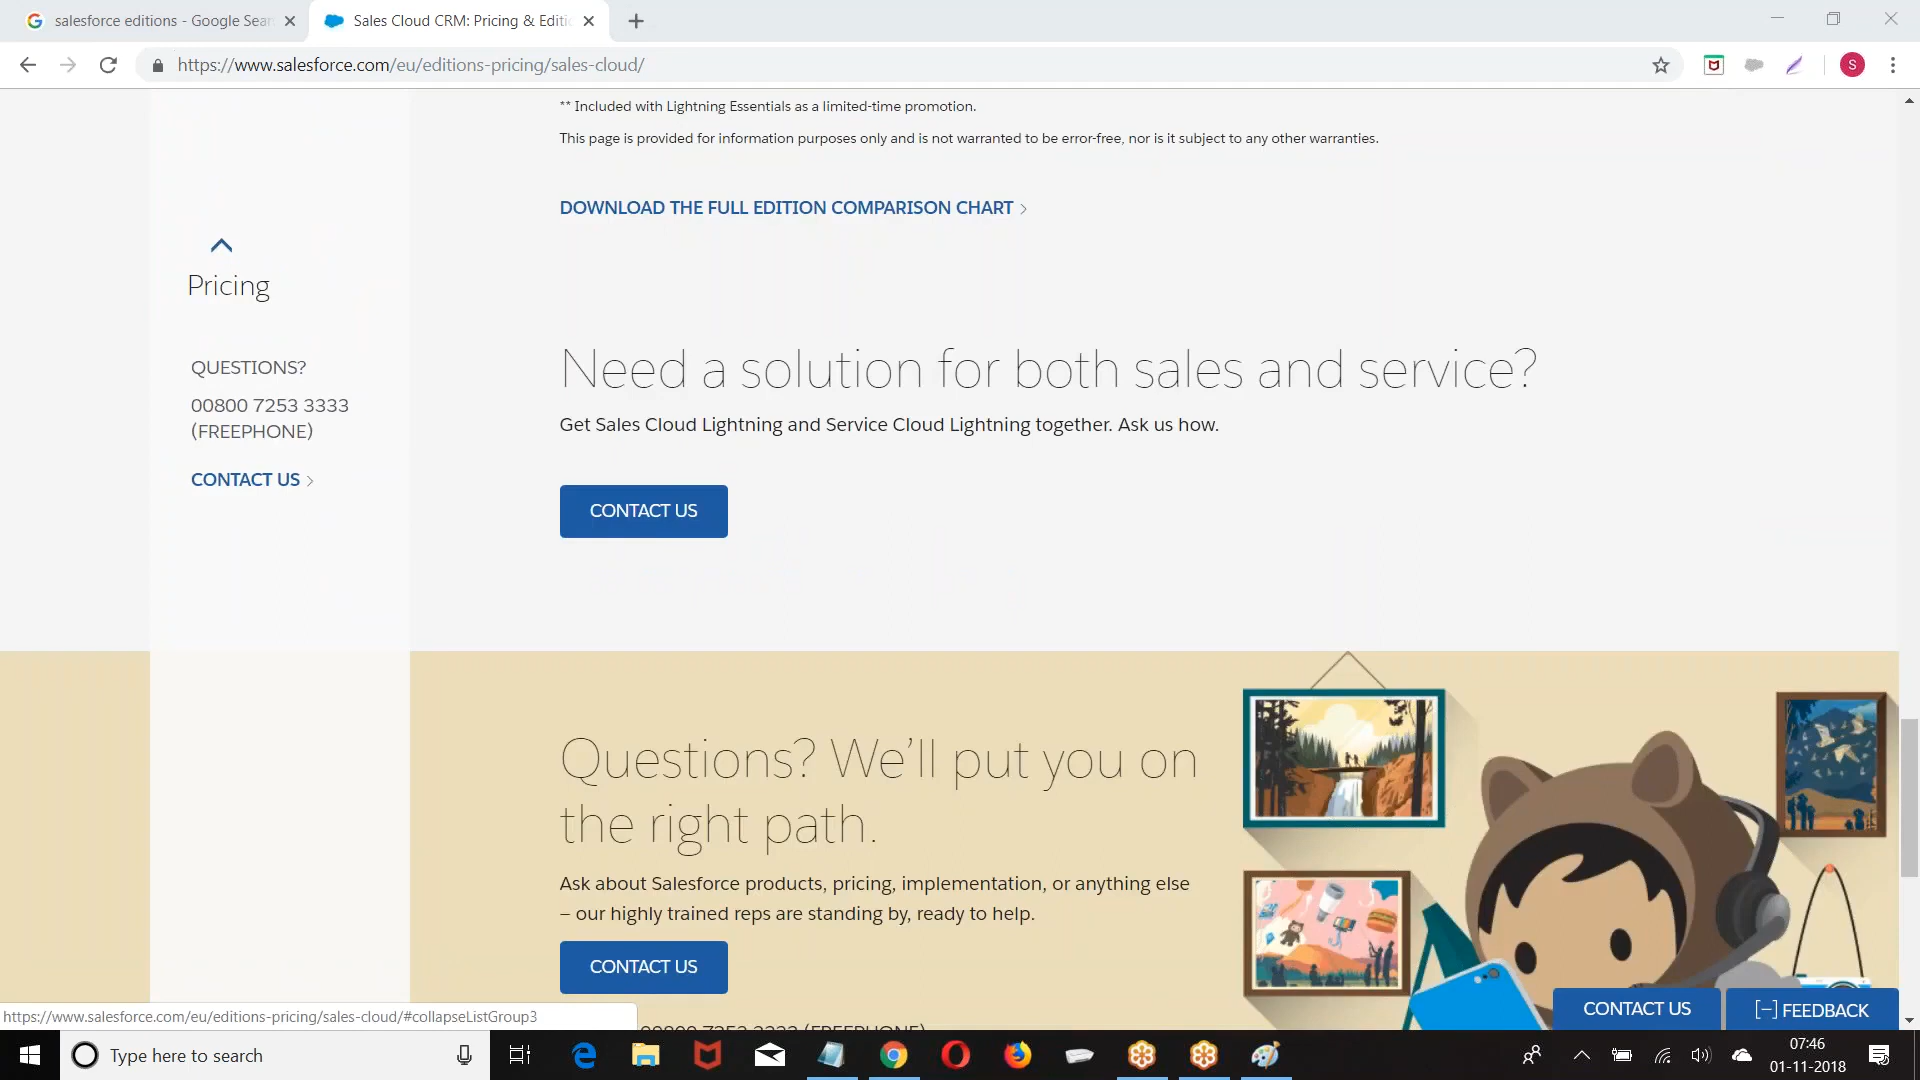 salesforce editions - Google Sear
Sales Cloud CRM: Pricing & Editi
https://www.salesforce.com/eu/editions-pricing/sales-cloud/
S
** Included with Lightning Essentials as a limited-time promotion.
This page is provided for information purposes only and is not warranted to be error-free, nor is it subject to any other warranties.
DOWNLOAD THE FULL EDITION COMPARISON CHART >
Pricing
QUESTIONS?
00800 7253 3333
(FREEPHONE)
CONTACT US >
Need a solution for both sales and service?
Get Sales Cloud Lightning and Service Cloud Lightning together. Ask us how.
CONTACT US
Questions? We’ll put you on
the right path.
Ask about Salesforce products, pricing, implementation, or anything else
– our highly trained reps are standing by, ready to help.
CONTACT US
00800 7253 3333 (FREEPHONE)
CONTACT US
[-] FEEDBACK
https://www.salesforce.com/eu/editions-pricing/sales-cloud/#collapseListGroup3
Type here to search
07:46
01-11-2018